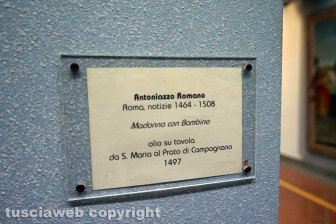 Antoniazzo Romano
Roma, notizie 1464 - 1508
Madonna con Bambino
olio su tavola
da S. Maria al Prato di Campagnano
1497
tusciaweb copyright